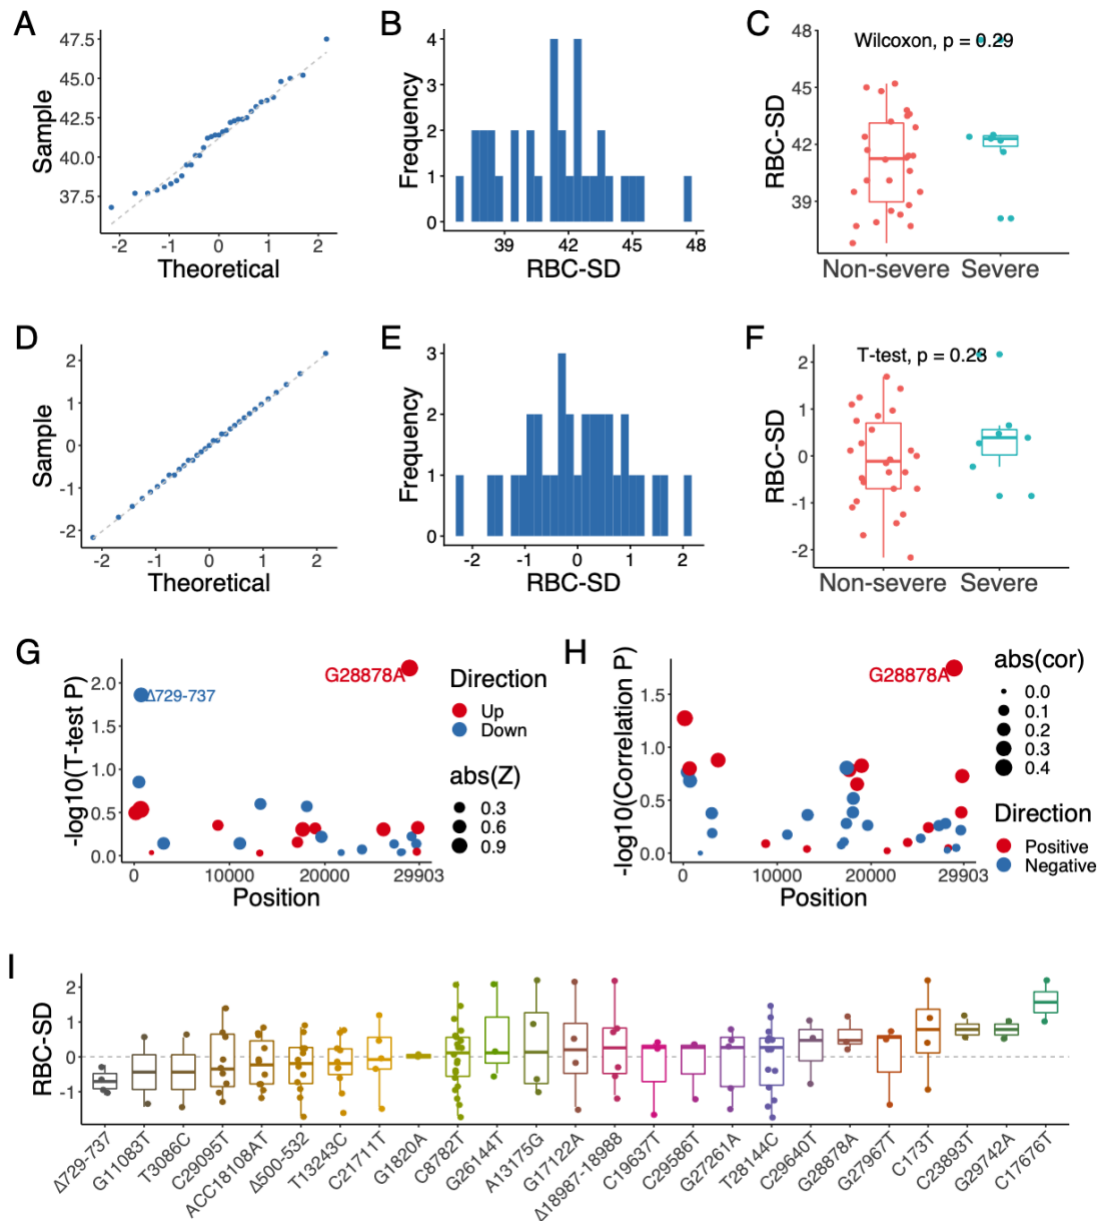 A
47.5
45.0
42.5
40.0
37.5
Sample
-2 -1 0 1 2
Theoretical
B
4
3
2
1
0
Frequency
39 42 45 48
RBC-SD
C
Wilcoxon, p = 0.29
48
45
42
39
RBC-SD
Non-severe Severe
D
2
1
0
-1
-2
Sample
-2 -1 0 1 2
Theoretical
E
3
2
1
0
Frequency
-2 -1 0 1 2
RBC-SD
F
T-test, p = 0.28
2
1
0
-1
-2
RBC-SD
Non-severe Severe
G
G28878A
Δ729-737
2.0
1.5
1.0
0.5
0.0
-log10(T-test P)
0 10000 20000 29903
Position
Direction
Up
Down
abs(Z)
0.3
0.6
0.9
H
G28878A
1.5
1.0
0.5
0.0
-log10(Correlation P)
0 10000 20000 29903
Position
abs(cor)
0.0
0.1
0.2
0.3
0.4
Direction
Positive
Negative
I
2
1
0
-1
RBC-SD
Δ729-737
G11083T
T3086C
C29095T
ACC18108AT
Δ500-532
T13243C
C21711T
G1820A
C8782T
G26144T
A13175G
G17122A
Δ18987-18988
C19637T
C29586T
G27261A
T28144C
C29640T
G28878A
G27967T
C173T
C23893T
G29742A
C17676T